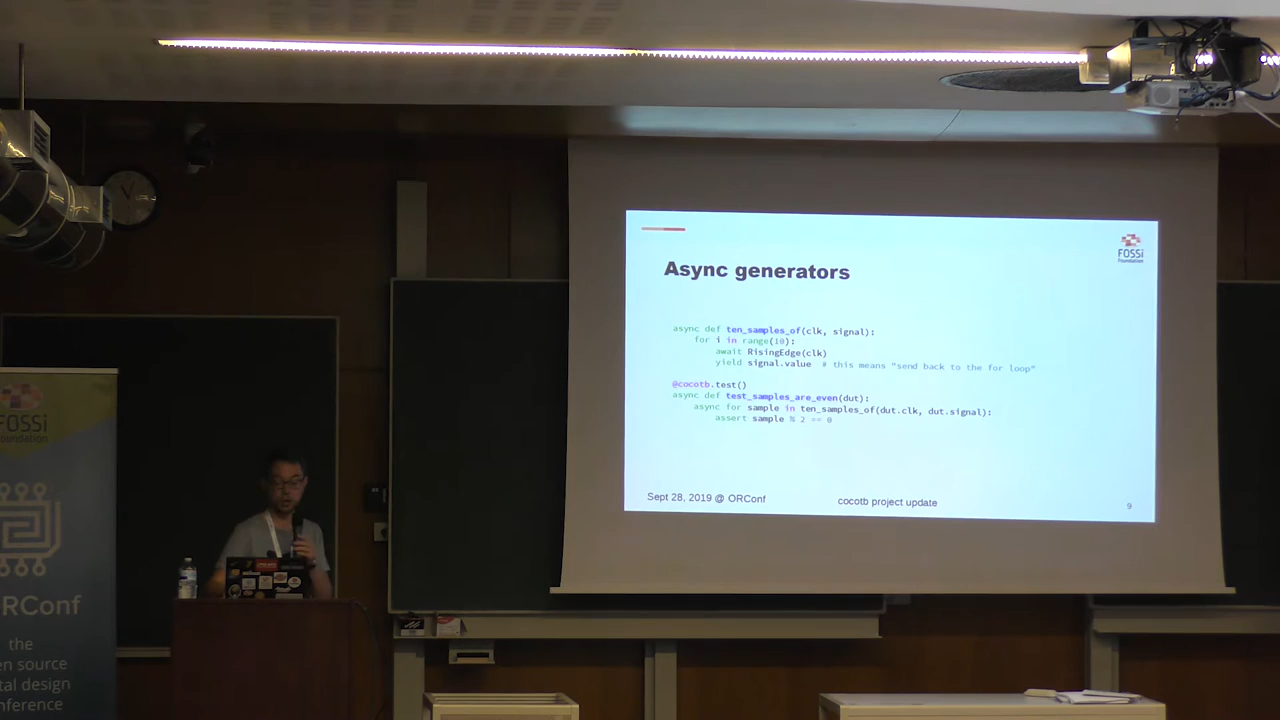 FOSSi
Foundation
Async generators
async def ten_samples_of(clk, signal):
for i in range(10):
await RisingEdge(clk)
yield signal.value # this means "send back to the for loop"
@cocotb.test()
async def test_samples_are_even(dut):
async for sample in ten_samples_of(dut.clk, dut.signal):
assert sample % 2 == 0
Sept 28, 2019 @ ORConf
cocotb project update
9
FOSSi
oundation
RConf
the
en source
tal design
nference